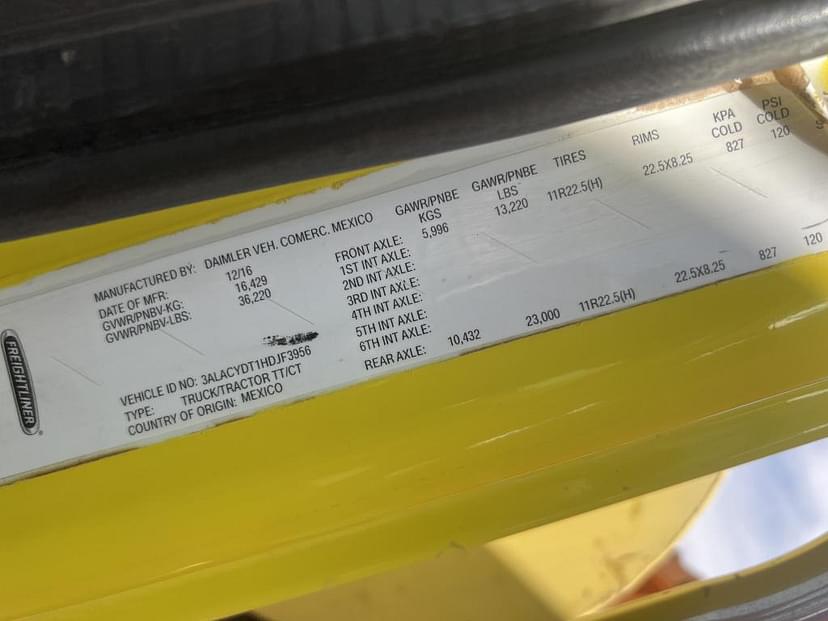 FREIGHTLINER
MANUFACTURED BY: DAIMLER VEH. COMERC. MEXICO
DATE OF MFR: 12/16
GVWR/PNBV-KG: 16,429
GVWR/PNBV-LBS: 36,220
VEHICLE ID NO: 3ALACYDT1HDJF3956
TYPE: TRUCK/TRACTOR TT/CT
COUNTRY OF ORIGIN: MEXICO
GAWR/PNBE KGS GAWR/PNBE LBS TIRES RIMS KPA COLD PSI COLD
FRONT AXLE: 5,996 13,220 11R22.5(H) 22.5X8.25 827 120
1ST INT AXLE:
2ND INT AXLE:
3RD INT AXLE:
4TH INT AXLE:
5TH INT AXLE:
6TH INT AXLE:
REAR AXLE: 10,432 23,000 11R22.5(H) 22.5X8.25 827 120